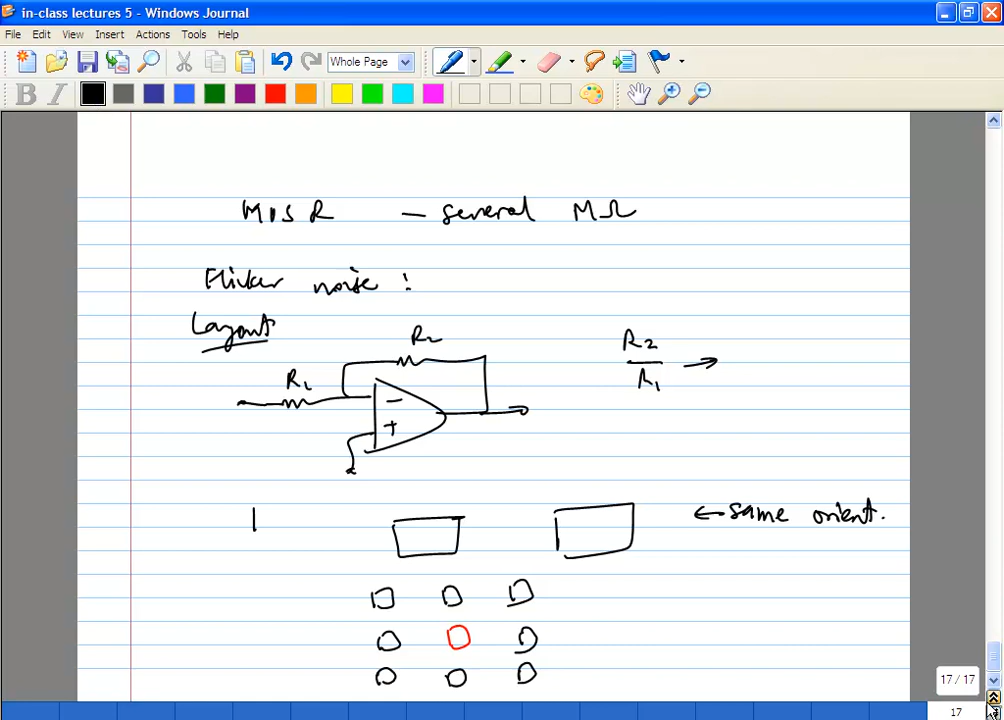 in-class lectures 5 - Windows Journal
File Edit View Insert Actions Tools Help
Whole Page
B I
MOS R — several MΩ
Flicker noise :
Layout
R2
R1
- 
+
R2
R1
← same orient.
17 / 17
17